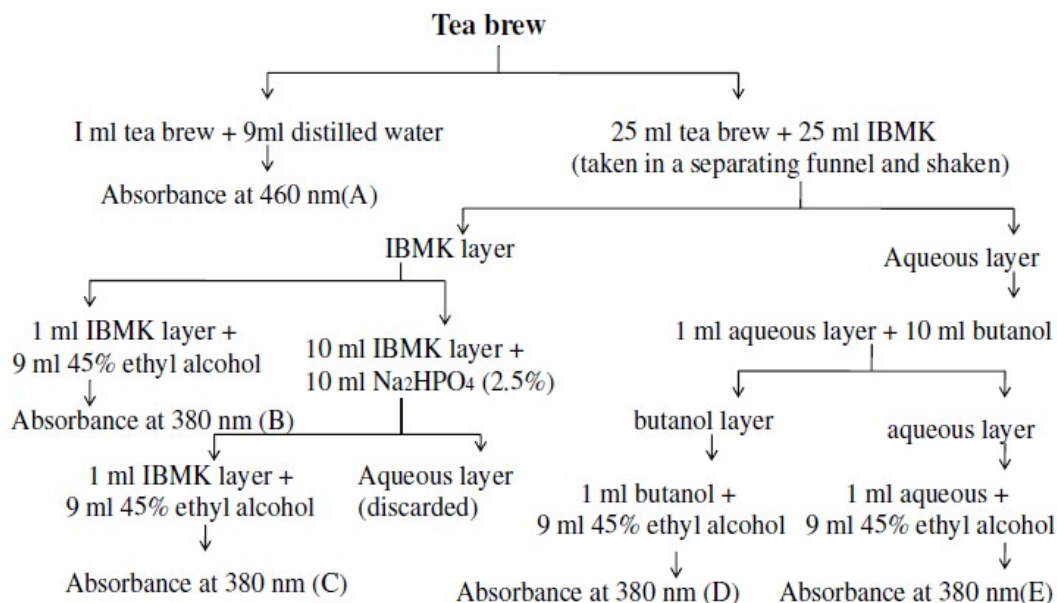 Tea brew
I ml tea brew + 9ml distilled water
Absorbance at 460 nm(A)
25 ml tea brew + 25 ml IBMK
(taken in a separating funnel and shaken)
IBMK layer
Aqueous layer
1 ml IBMK layer +
9 ml 45% ethyl alcohol
Absorbance at 380 nm (B)
10 ml IBMK layer +
10 ml Na2HPO4 (2.5%)
1 ml aqueous layer + 10 ml butanol
butanol layer
aqueous layer
1 ml IBMK layer +
9 ml 45% ethyl alcohol
Aqueous layer
(discarded)
1 ml butanol +
9 ml 45% ethyl alcohol
1 ml aqueous +
9 ml 45% ethyl alcohol
Absorbance at 380 nm (C)
Absorbance at 380 nm (D)
Absorbance at 380 nm(E)